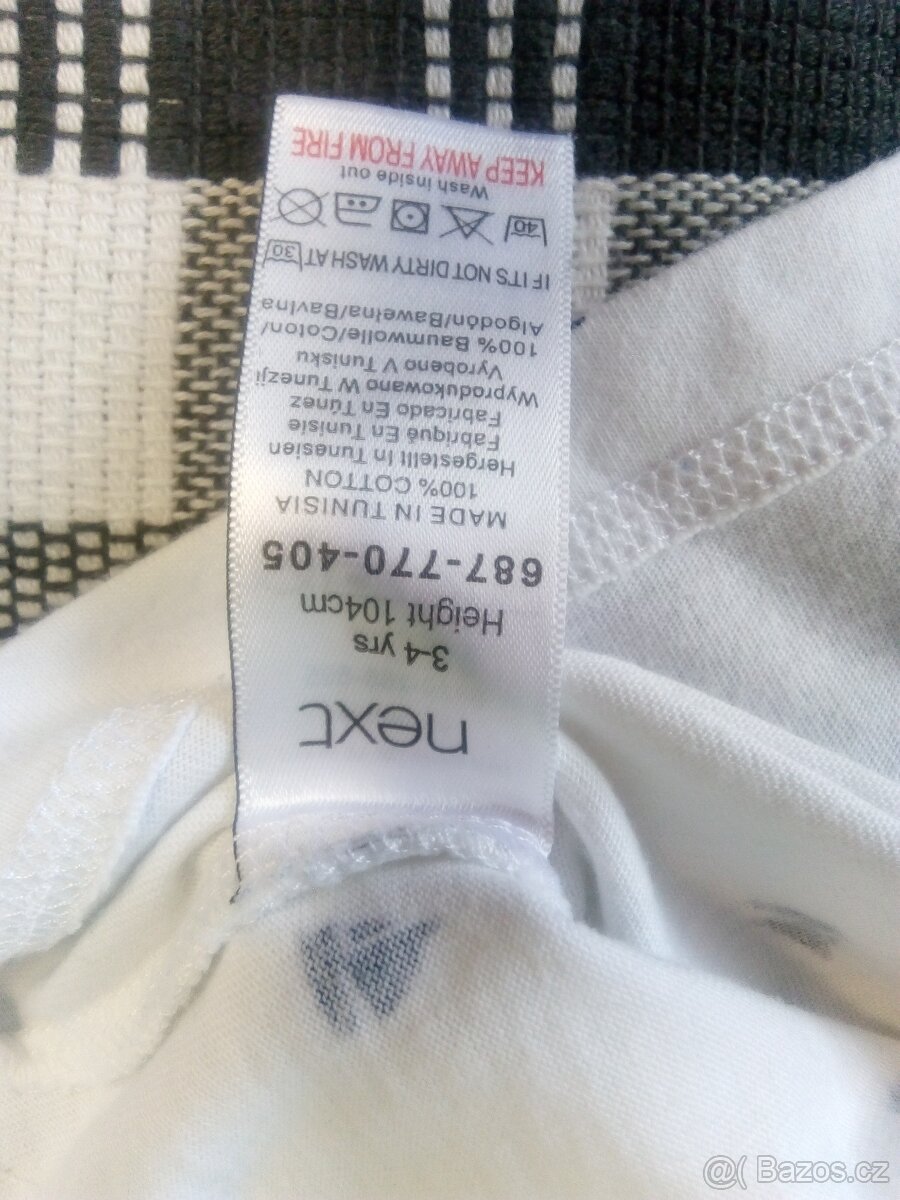 next
3-4 yrs
Height 104cm
687-770-405
MADE IN TUNISIA
100% COTTON
Hergestellt In Tunesien
Fabriqué En Tunisie
Fabricado En Túnez
Wyprodukowano W Tunezji
Vyrobeno V Tunisku
100% Baumwolle/Coton/
Algodón/Bawełna/Bavlna
IF IT'S NOT DIRTY WASH AT 30
40
Wash inside out
KEEP AWAY FROM FIRE
@( Bazos.cz